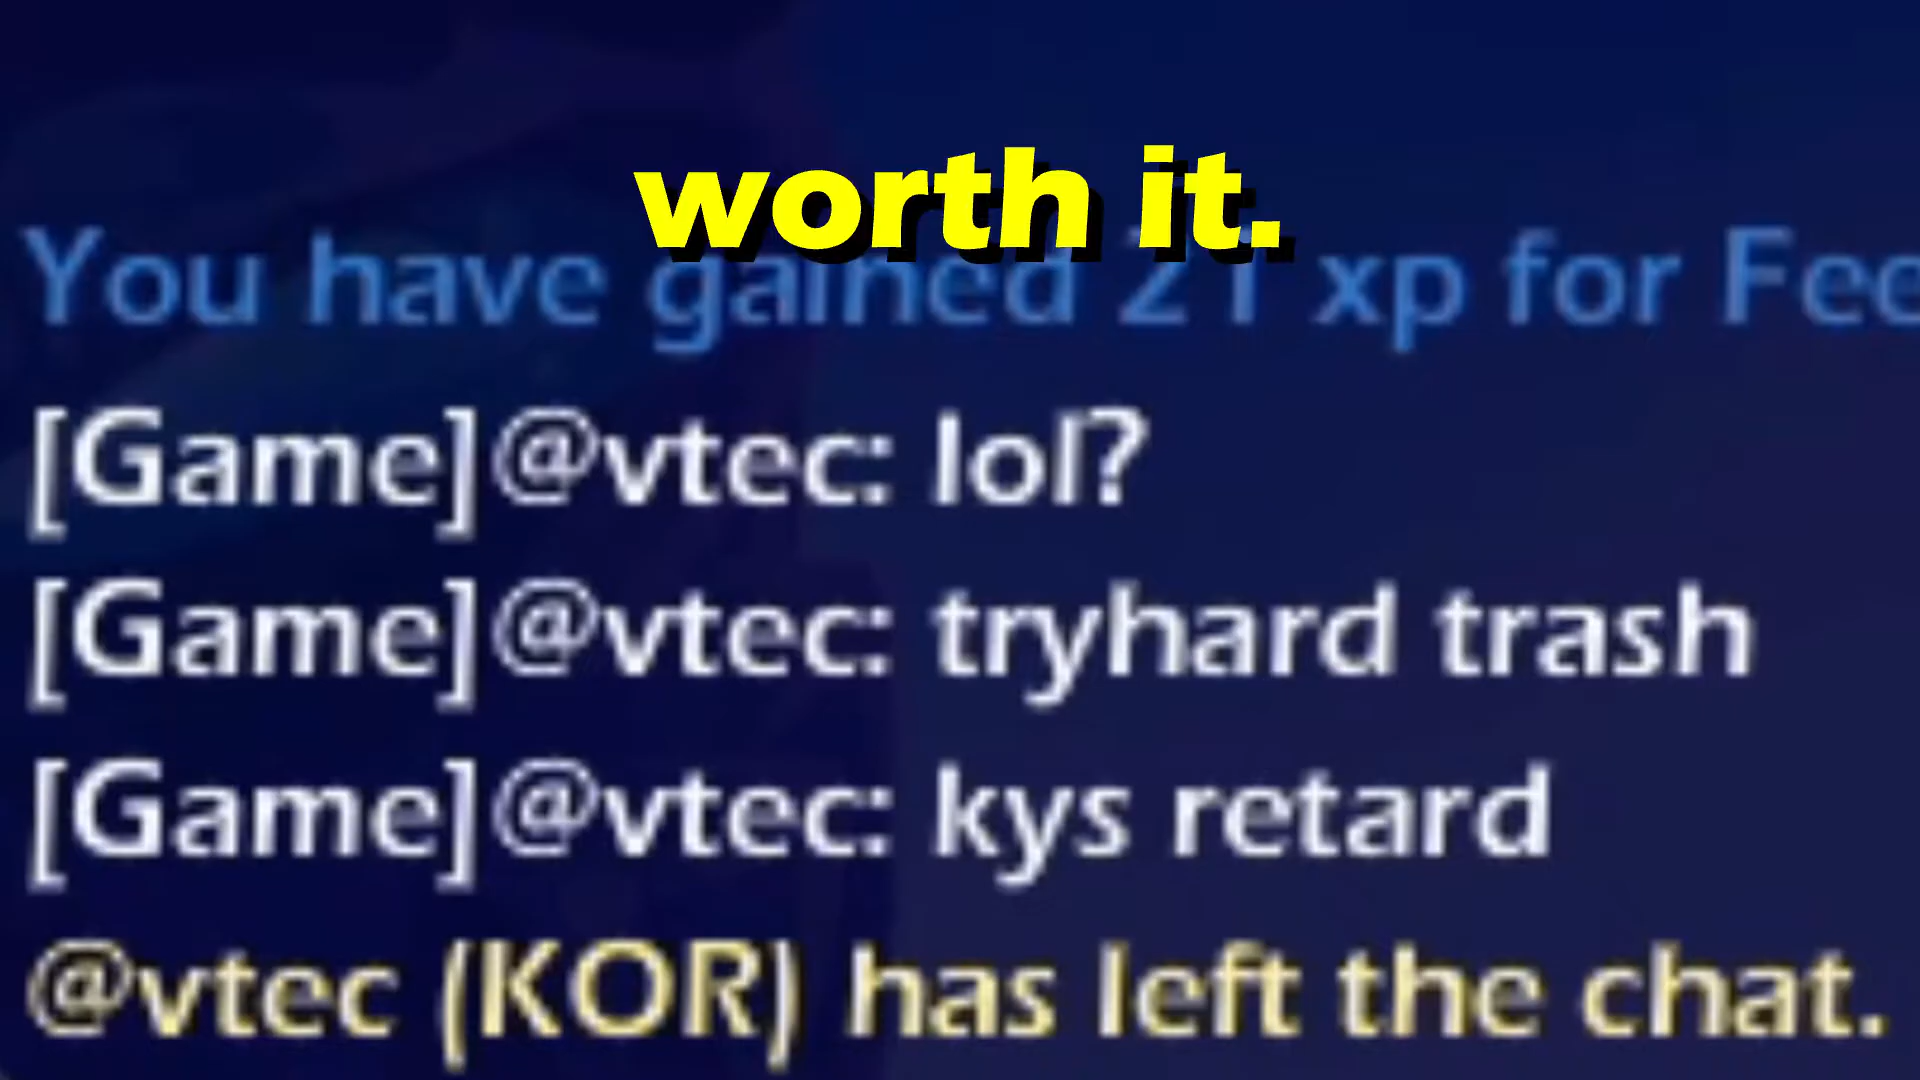 worth it.
You have gained 21 xp for Fee
[Game]@vtec: lol?
[Game]@vtec: tryhard trash
[Game]@vtec: kys retard
@vtec (KOR) has left the chat.